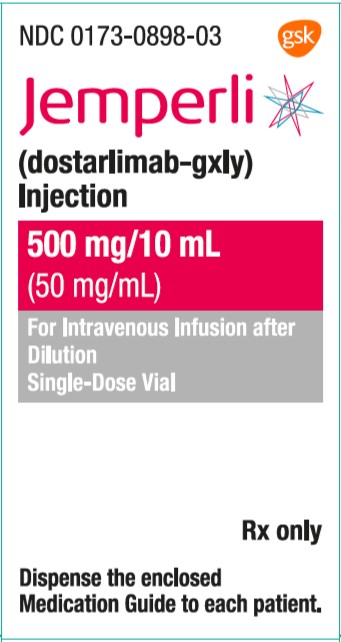 NDC 0173-0898-03
gsk
Jemperli
(dostarlimab-gxly)
Injection
500 mg/10 mL
(50 mg/mL)
For Intravenous Infusion after
Dilution
Single-Dose Vial
Rx only
Dispense the enclosed
Medication Guide to each patient.